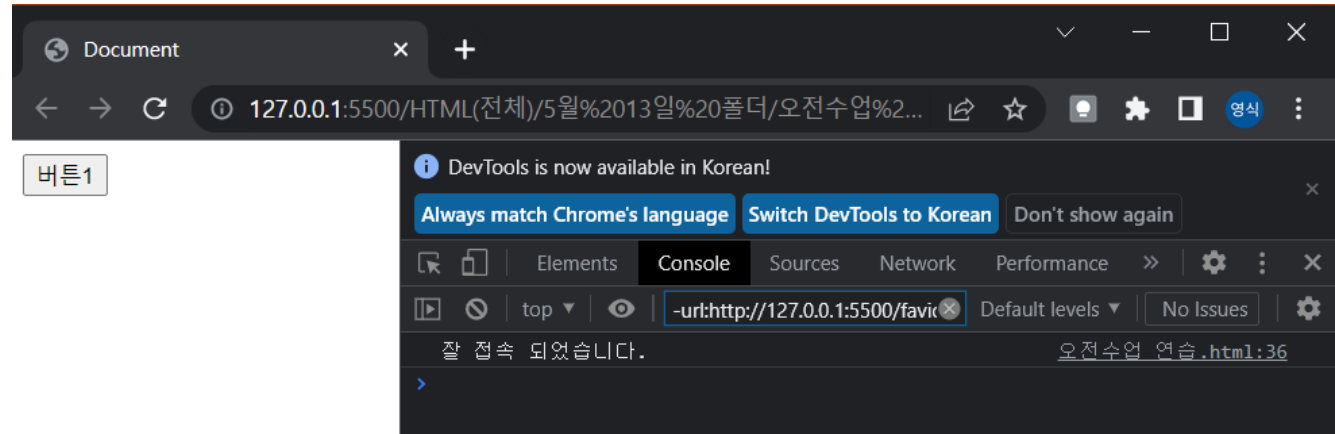 Document
127.0.0.1:5500/HTML(전체)/5월%2013일%20폴더/오전수업%2...
영식
버튼1
DevTools is now available in Korean!
Always match Chrome's language Switch DevTools to Korean Don't show again
Elements Console Sources Network Performance
top -url:http://127.0.0.1:5500/favic Default levels No Issues
잘 접속 되었습니다. 오전수업 연습.html:36